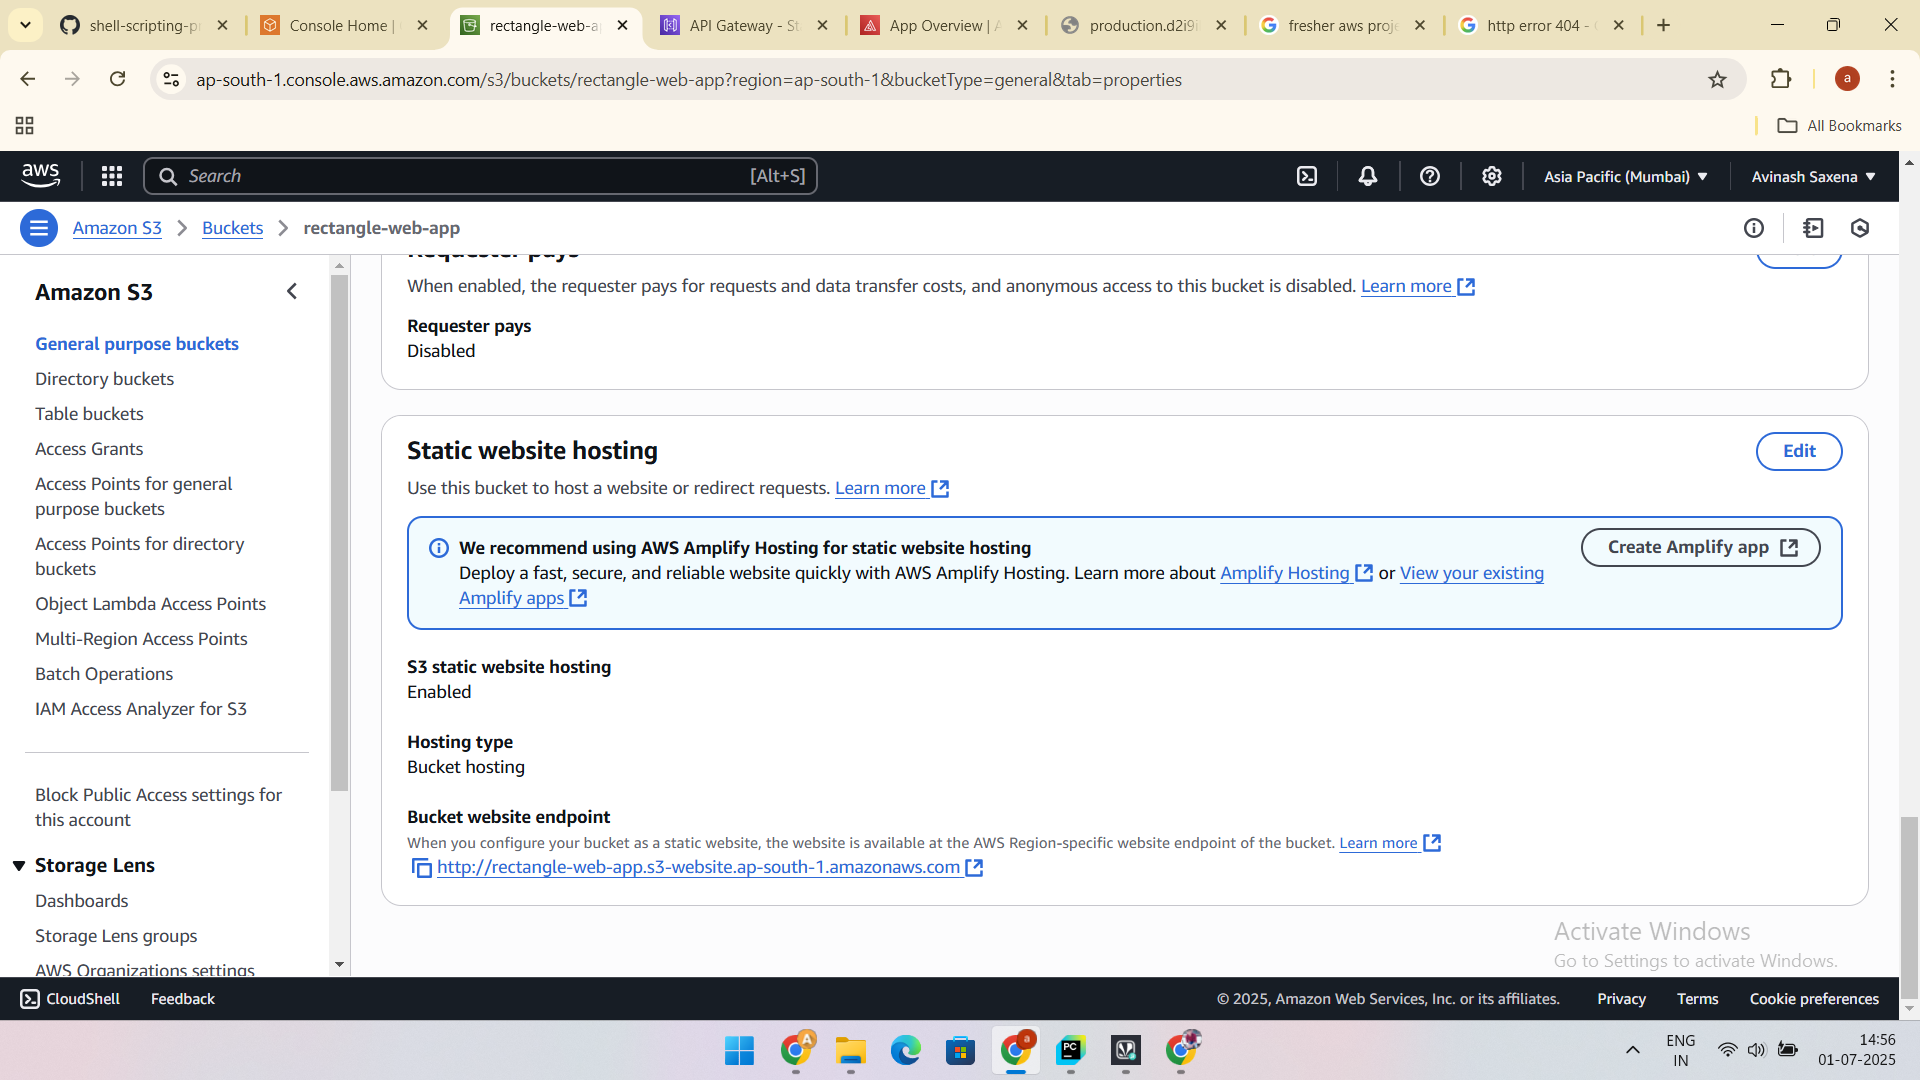 shell-scripting-p
Console Home |
rectangle-web-a
API Gateway - St
App Overview | A
production.d2i9i
fresher aws proje
http error 404 - G
ap-south-1.console.aws.amazon.com/s3/buckets/rectangle-web-app?region=ap-south-1&bucketType=general&tab=properties
a
All Bookmarks
aws
Search
[Alt+S]
Asia Pacific (Mumbai)
Avinash Saxena
Amazon S3
Buckets
rectangle-web-app
Amazon S3
General purpose buckets
Directory buckets
Table buckets
Access Grants
Access Points for general
purpose buckets
Access Points for directory
buckets
Object Lambda Access Points
Multi-Region Access Points
Batch Operations
IAM Access Analyzer for S3
Block Public Access settings for
this account
Storage Lens
Dashboards
Storage Lens groups
AWS Organizations settings
Requester pays
When enabled, the requester pays for requests and data transfer costs, and anonymous access to this bucket is disabled. Learn more
Requester pays
Disabled
Static website hosting
Edit
Use this bucket to host a website or redirect requests. Learn more
We recommend using AWS Amplify Hosting for static website hosting
Deploy a fast, secure, and reliable website quickly with AWS Amplify Hosting. Learn more about Amplify Hosting or View your existing
Amplify apps
Create Amplify app
S3 static website hosting
Enabled
Hosting type
Bucket hosting
Bucket website endpoint
When you configure your bucket as a static website, the website is available at the AWS Region-specific website endpoint of the bucket. Learn more
http://rectangle-web-app.s3-website.ap-south-1.amazonaws.com
Activate Windows
Go to Settings to activate Windows.
CloudShell
Feedback
© 2025, Amazon Web Services, Inc. or its affiliates.
Privacy
Terms
Cookie preferences
A
a
PC
ENG
IN
14:56
01-07-2025